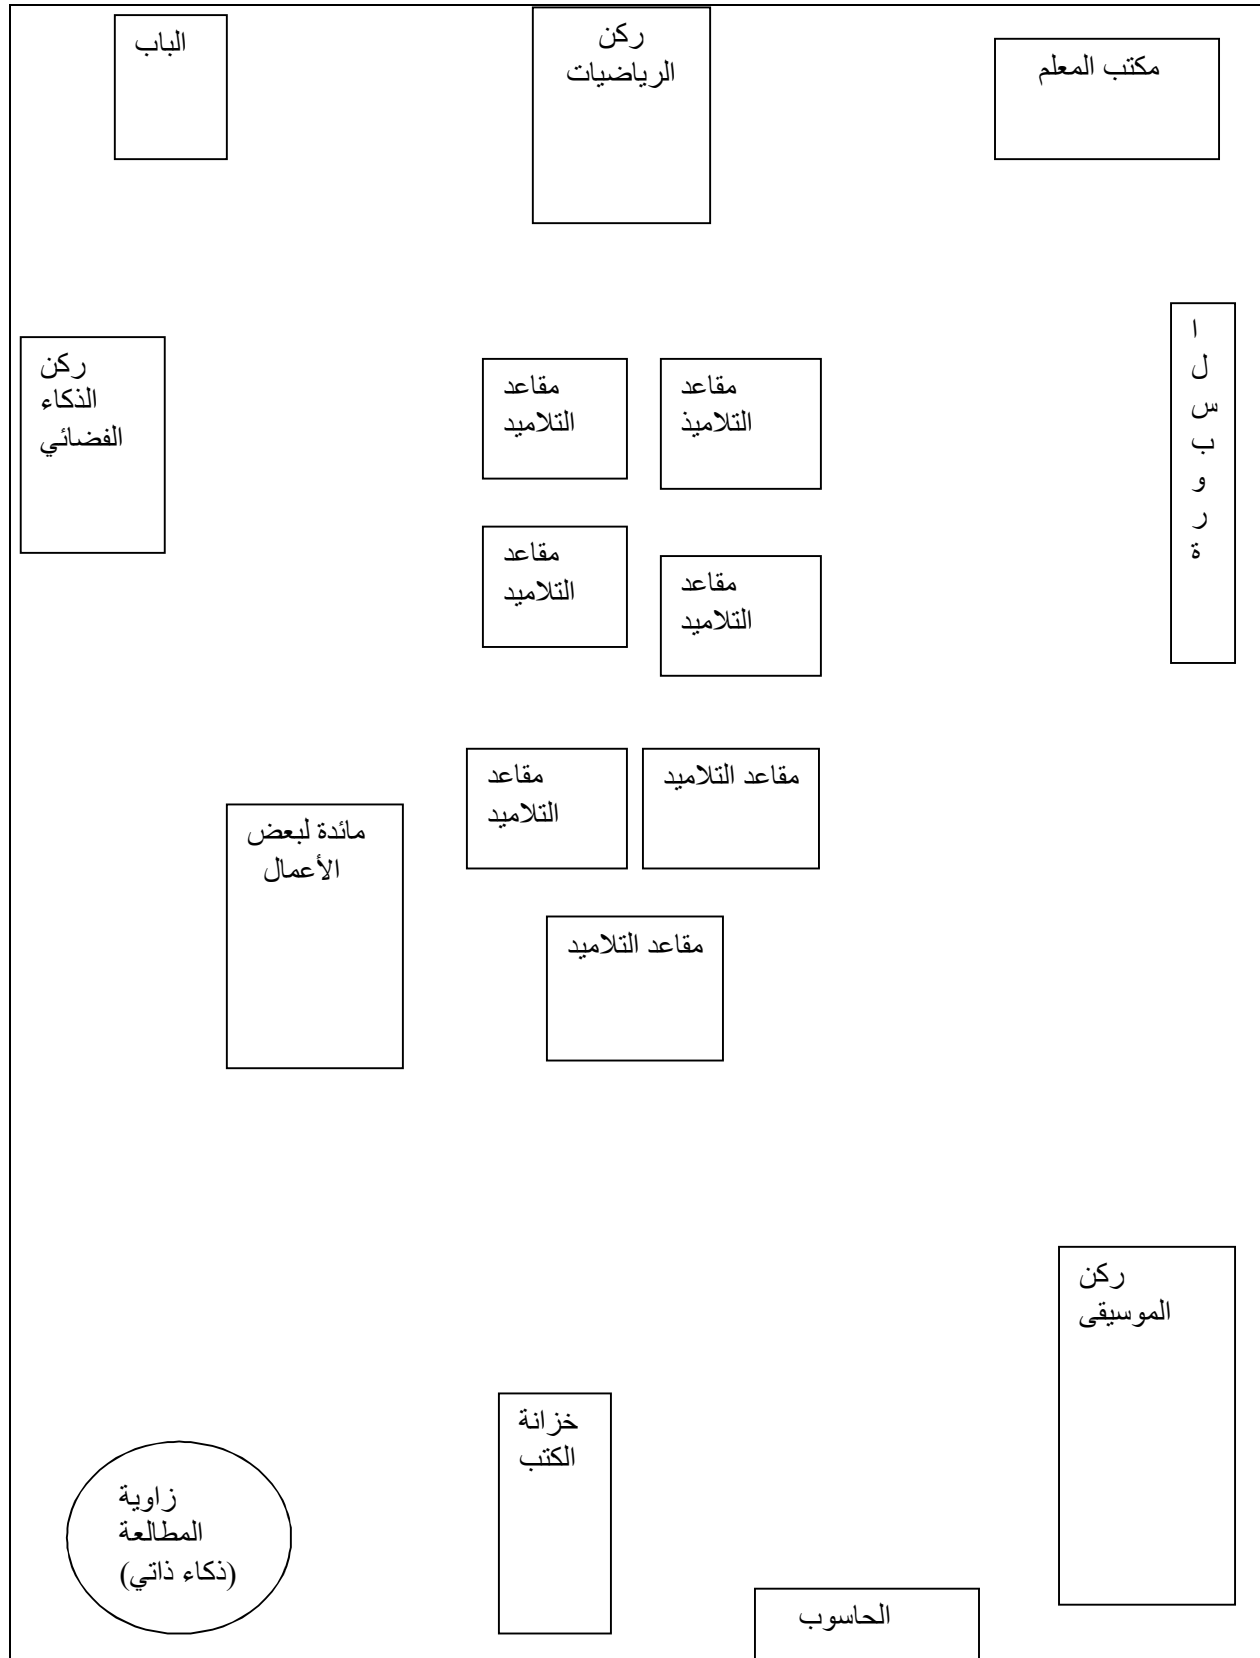 ركن
الرياضيات
مكتب المعلم
الباب
السبورة
ركن
الذكاء
الفضائي
مقاعد
التلاميذ
مقاعد
التلاميد
مقاعد
التلاميد
مقاعد
التلاميد
مقاعد التلاميد
مقاعد
التلاميد
مائدة لبعض
الأعمال
مقاعد التلاميد
ركن
الموسيقى
خزانة
الكتب
زاوية
المطالعة
(ذكاء ذاتي)
الحاسوب